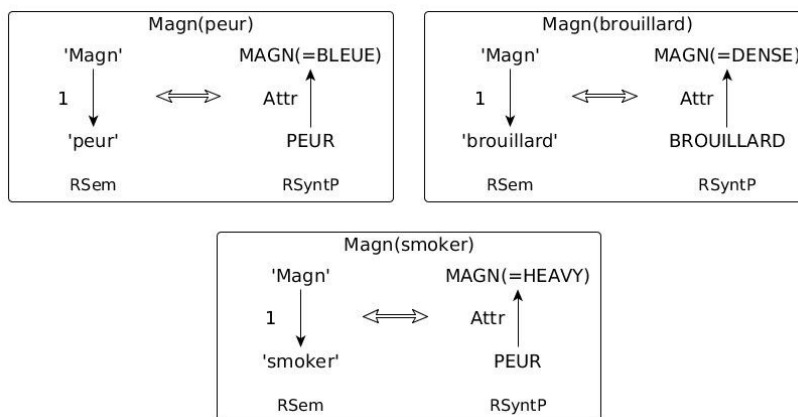 Magn(peur)
'Magn' MAGN(=BLEUE)
1 Attr
'peur' PEUR
RSem RSyntP
Magn(brouillard)
'Magn' MAGN(=DENSE)
1 Attr
'brouillard' BROUILLARD
RSem RSyntP
Magn(smoker)
'Magn' MAGN(=HEAVY)
1 Attr
'smoker' PEUR
RSem RSyntP